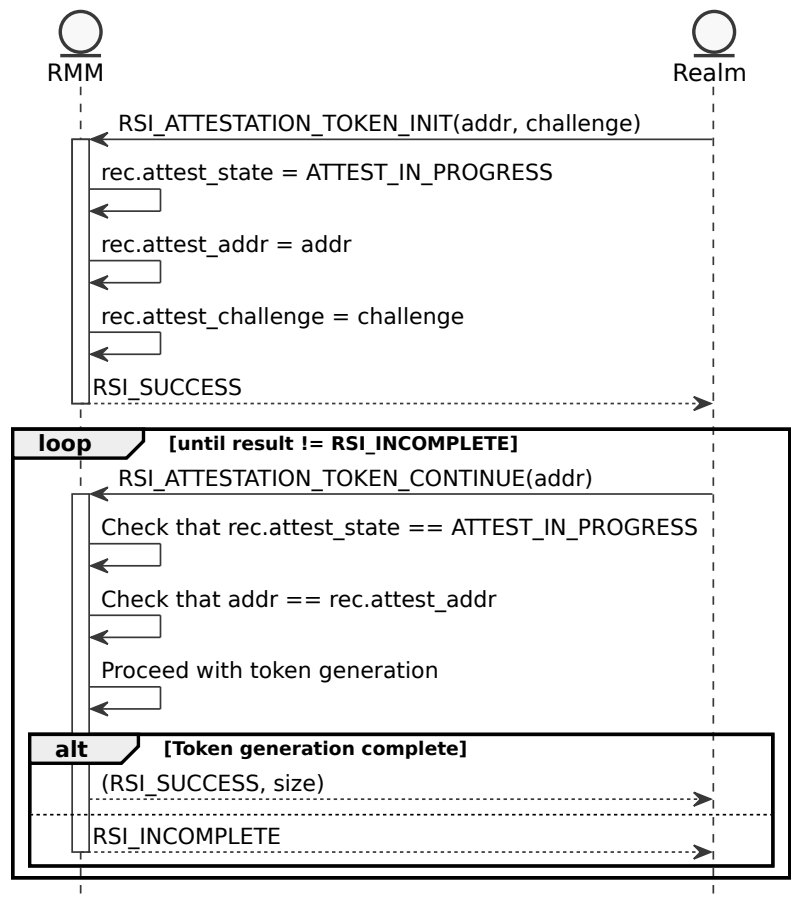 RMM
Realm
RSI_ATTESTATION_TOKEN_INIT(addr, challenge)
rec.attest_state = ATTEST_IN_PROGRESS
rec.attest_addr = addr
rec.attest_challenge = challenge
RSI_SUCCESS
loop [until result != RSI_INCOMPLETE]
RSI_ATTESTATION_TOKEN_CONTINUE(addr)
Check that rec.attest_state == ATTEST_IN_PROGRESS
Check that addr == rec.attest_addr
Proceed with token generation
alt [Token generation complete]
(RSI_SUCCESS, size)
RSI_INCOMPLETE